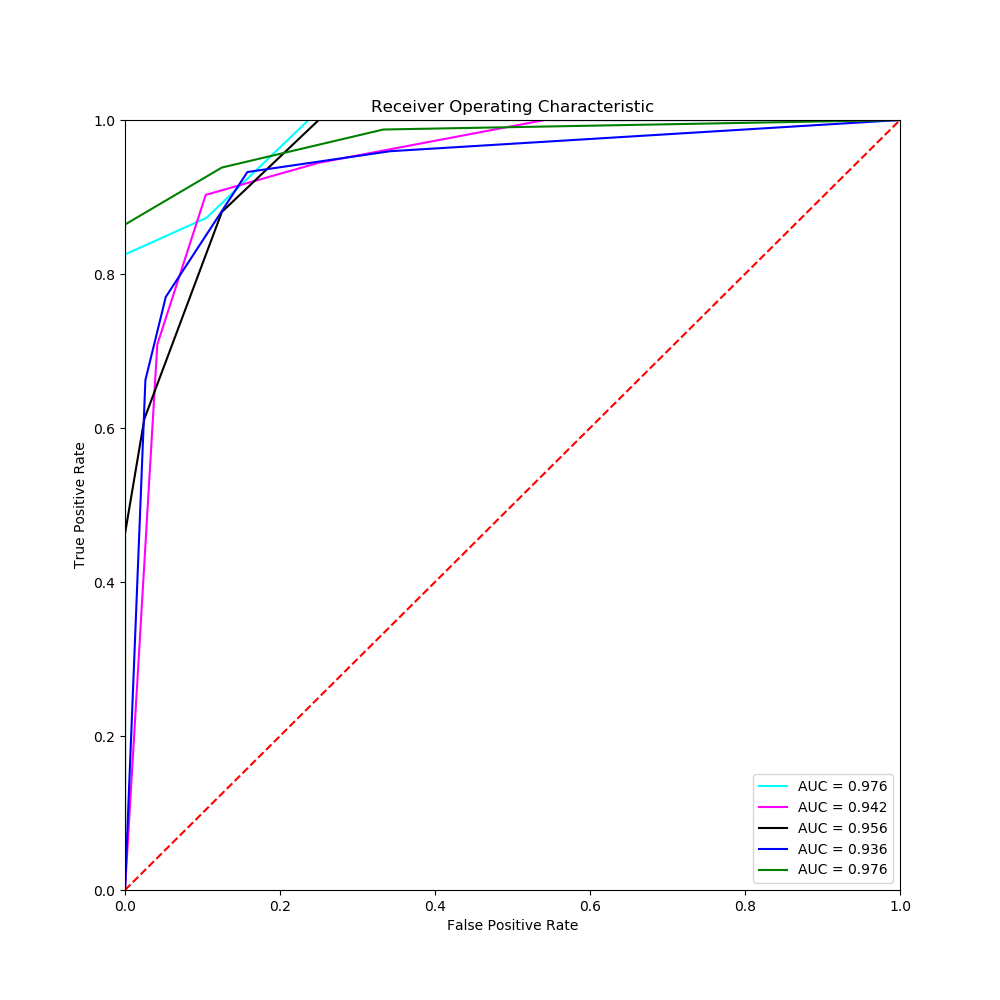 Receiver Operating Characteristic
1.0
0.8
0.6
0.4
0.2
0.0
True Positive Rate
0.0 0.2 0.4 0.6 0.8 1.0
False Positive Rate
AUC = 0.976
AUC = 0.942
AUC = 0.956
AUC = 0.936
AUC = 0.976